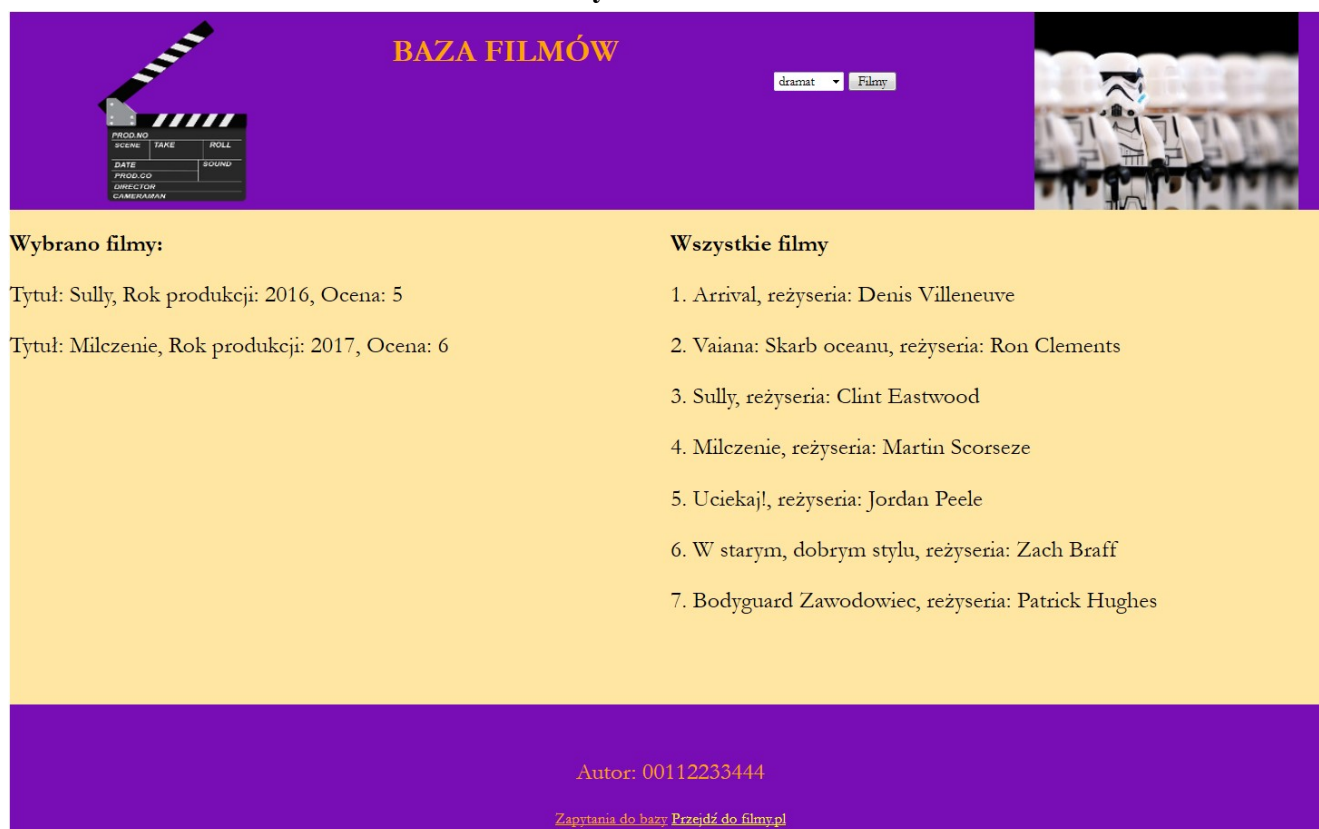 BAZA FILMÓW
dramat Filmy
PROD.NO
SCENE TAKE ROLL
DATE SOUND
PROD.CO
DIRECTOR
CAMERAMAN
Wybrano filmy:
Tytuł: Sully, Rok produkcji: 2016, Ocena: 5
Tytuł: Milczenie, Rok produkcji: 2017, Ocena: 6
Wszystkie filmy
1. Arrival, reżyseria: Denis Villeneuve
2. Vaiana: Skarb oceanu, reżyseria: Ron Clements
3. Sully, reżyseria: Clint Eastwood
4. Milczenie, reżyseria: Martin Scorseze
5. Uciekaj!, reżyseria: Jordan Peele
6. W starym, dobrym stylu, reżyseria: Zach Braff
7. Bodyguard Zawodowiec, reżyseria: Patrick Hughes
Autor: 00112233444
Zapytania do bazy Przejdź do filmy.pl